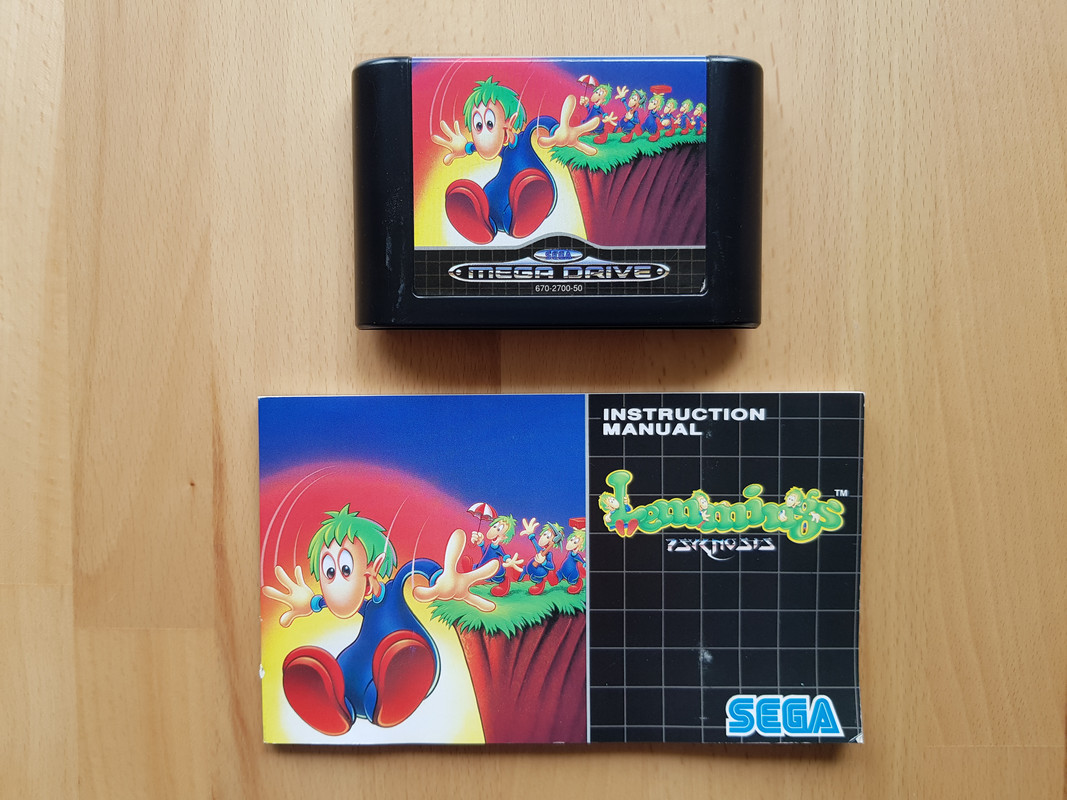 SEGA
MEGA DRIVE
670-2700-50
INSTRUCTION
MANUAL
Lemmings™
PSYGNOSIS
SEGA